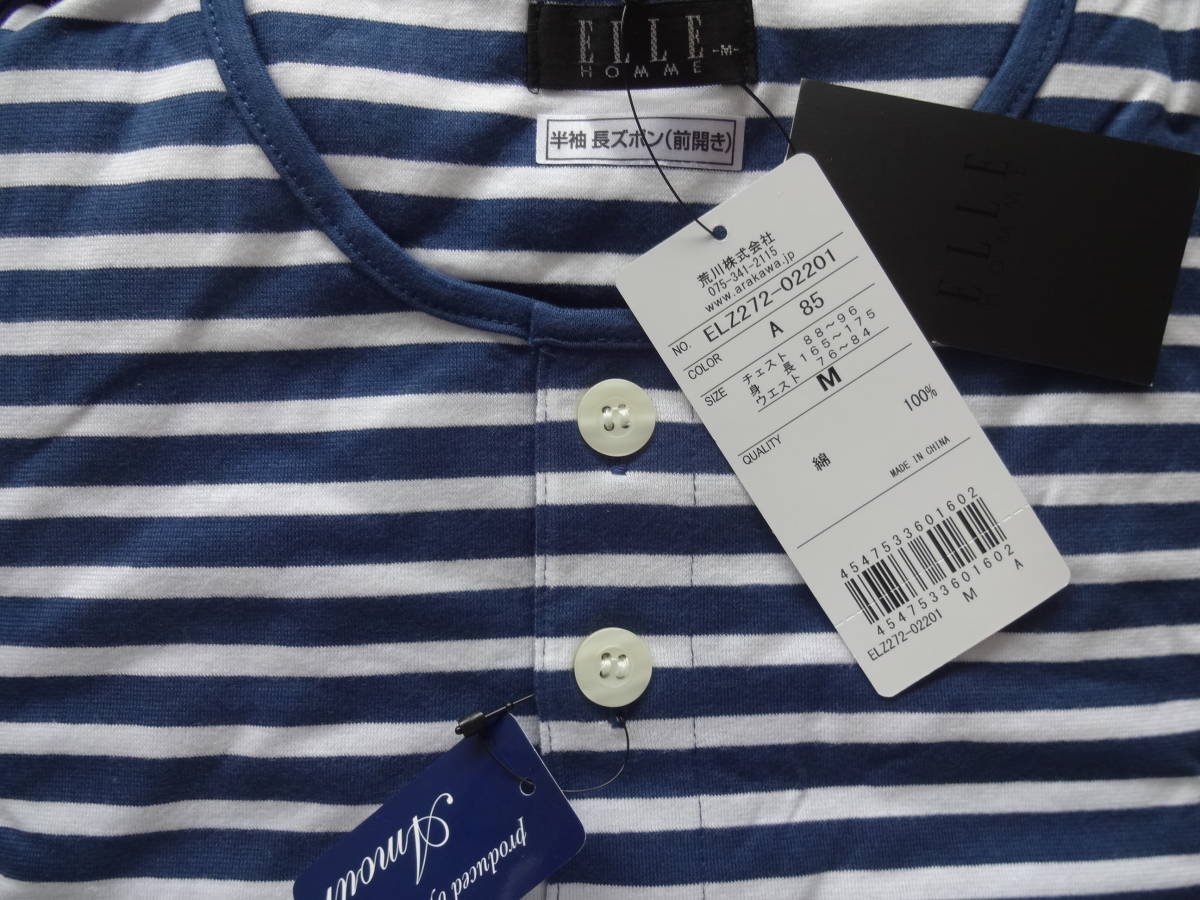 ELLE
HOMME
-M-
半袖 長ズボン(前開き)
荒川株式会社
075-341-2115
www.arakawa.jp
NO. ELZ272-02201
COLOR A 85
SIZE チェスト 88~96
身 長 165~175
ウエスト 76~84
M
QUALITY
綿 100%
MADE IN CHINA
4547533601602
4547533601602
ELZ272-02201 M A
ELLE
HOMME
produced by
Amour